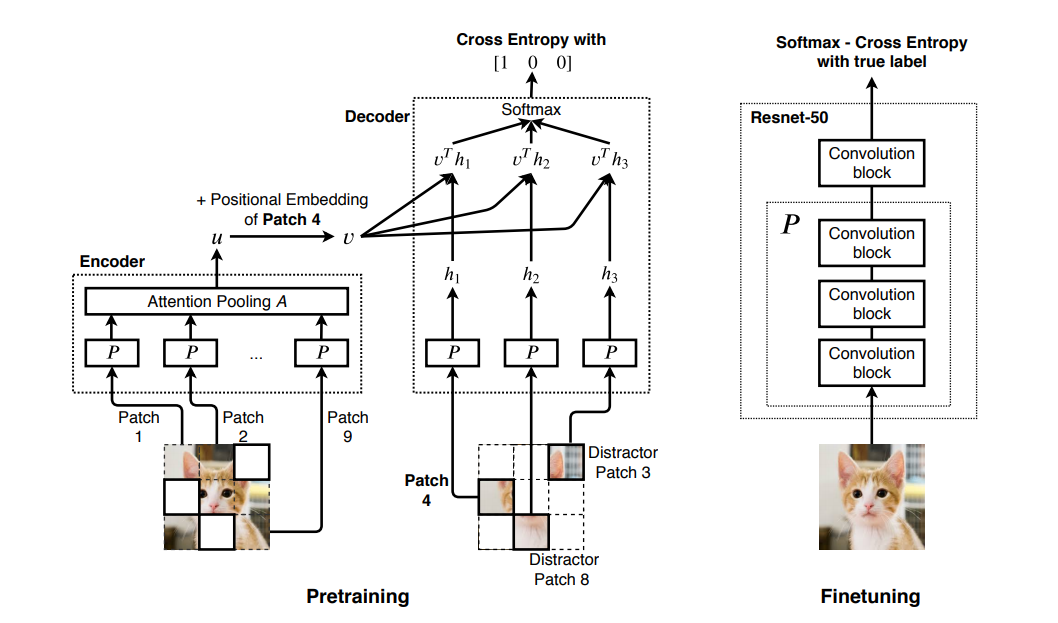 Cross Entropy with
[1 0 0]
Decoder
Softmax
v^T h_1
v^T h_2
v^T h_3
+ Positional Embedding
of Patch 4
u
v
Encoder
h_1
h_2
h_3
Attention Pooling A
P
P
...
P
P
P
P
Patch
1
Patch
2
Patch
9
Patch
4
Distractor
Patch 3
Distractor
Patch 8
Pretraining
Softmax - Cross Entropy
with true label
Resnet-50
Convolution
block
P
Convolution
block
Convolution
block
Convolution
block
Finetuning